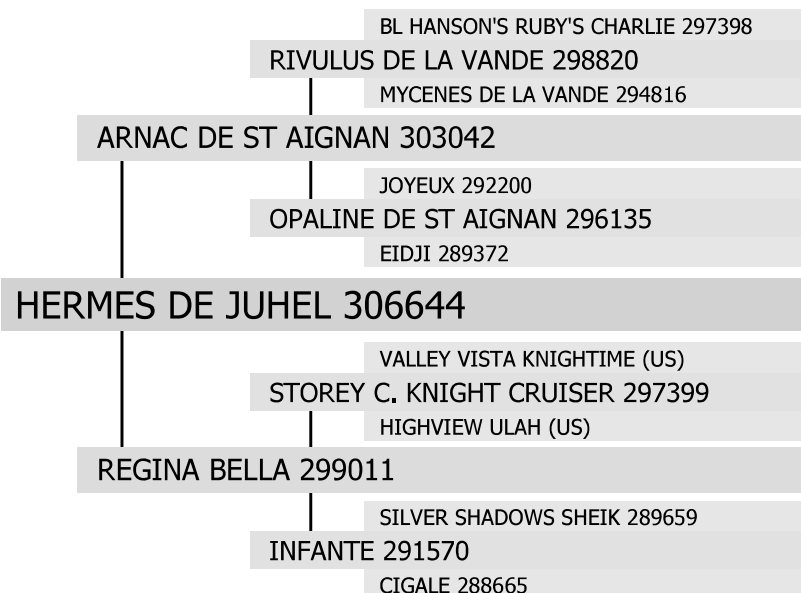 BL HANSON'S RUBY'S CHARLIE 297398
RIVULUS DE LA VANDE 298820
MYCENES DE LA VANDE 294816
ARNAC DE ST AIGNAN 303042
JOYEUX 292200
OPALINE DE ST AIGNAN 296135
EIDJI 289372
HERMES DE JUHEL 306644
VALLEY VISTA KNIGHTIME (US)
STOREY C. KNIGHT CRUISER 297399
HIGHVIEW ULAH (US)
REGINA BELLA 299011
SILVER SHADOWS SHEIK 289659
INFANTE 291570
CIGALE 288665